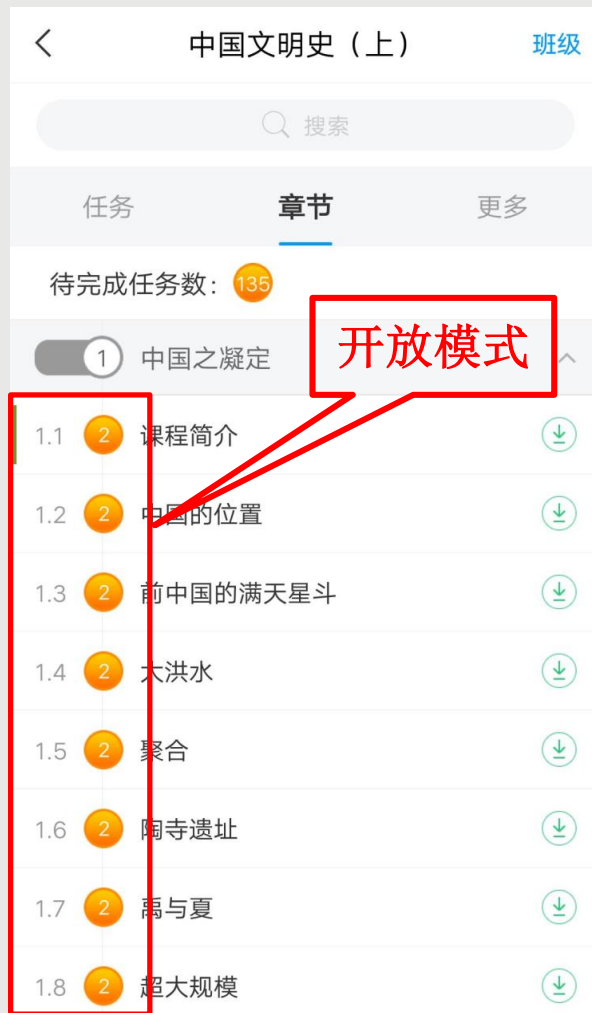 中国文明史（上） 班级
搜索
任务 章节 更多
待完成任务数： 135
开放模式
1 中国之凝定
1.1 2 课程简介
1.2 2 中国的位置
1.3 2 前中国的满天星斗
1.4 2 大洪水
1.5 2 聚合
1.6 2 陶寺遗址
1.7 2 禹与夏
1.8 2 超大规模